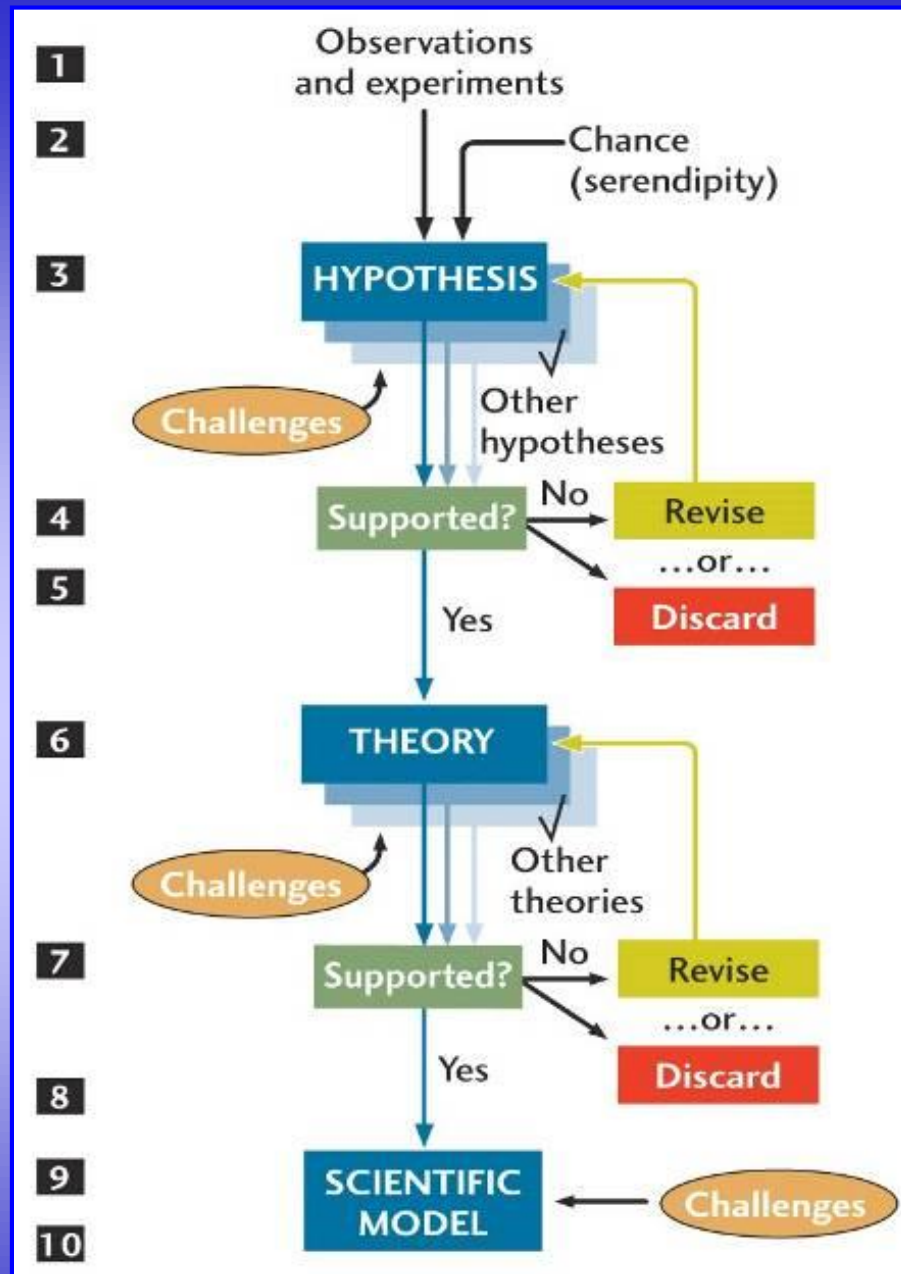 1
Observations
and experiments
2
Chance
(serendipity)
3
HYPOTHESIS
Challenges
Other
hypotheses
4
Supported?
No
Revise
...or...
5
Discard
Yes
6
THEORY
Challenges
Other
theories
7
Supported?
No
Revise
...or...
Discard
Yes
8
9
SCIENTIFIC
MODEL
Challenges
10